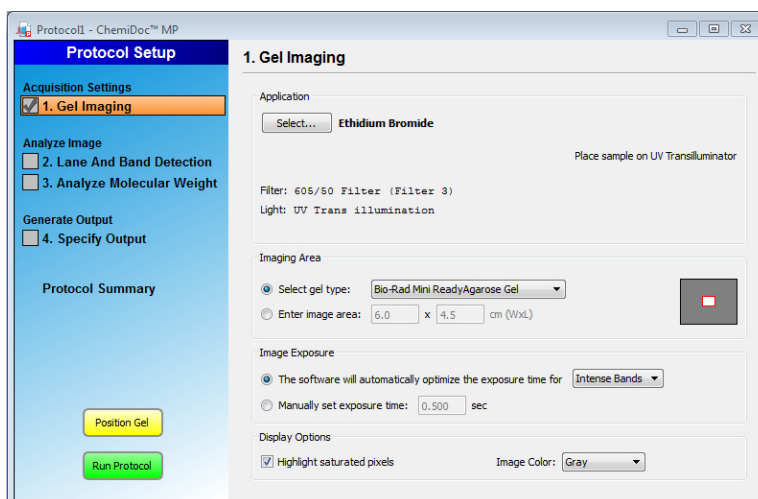 Protocol1 - ChemiDoc™ MP
Protocol Setup
Acquisition Settings
1. Gel Imaging
Analyze Image
2. Lane And Band Detection
3. Analyze Molecular Weight
Generate Output
4. Specify Output
Protocol Summary
Position Gel
Run Protocol
1. Gel Imaging
Application
Select... Ethidium Bromide
Place sample on UV Transilluminator
Filter: 605/50 Filter (Filter 3)
Light: UV Trans illumination
Imaging Area
Select gel type: Bio-Rad Mini ReadyAgarose Gel
Enter image area: 6.0 x 4.5 cm (WxL)
Image Exposure
The software will automatically optimize the exposure time for Intense Bands
Manually set exposure time: 0.500 sec
Display Options
Highlight saturated pixels Image Color: Gray